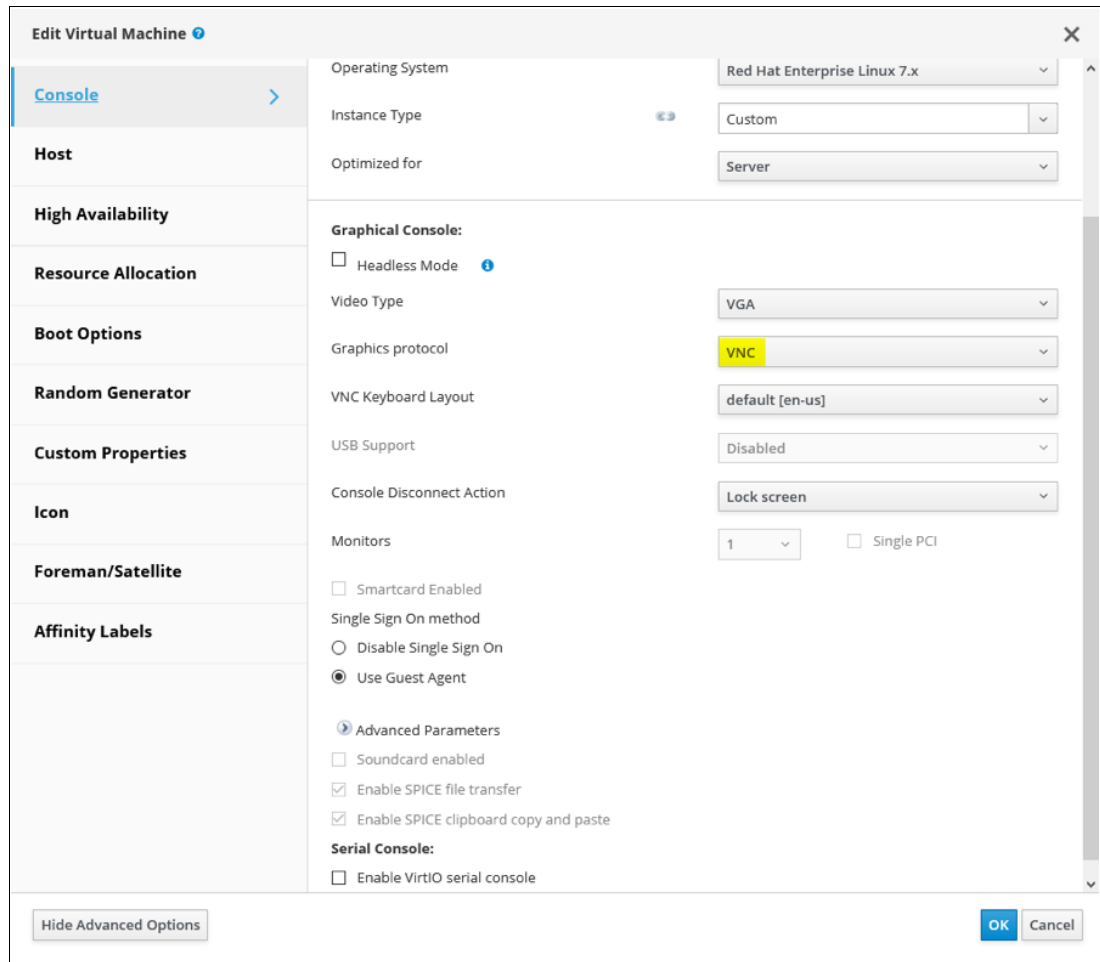 Edit Virtual Machine
Console
Host
High Availability
Resource Allocation
Boot Options
Random Generator
Custom Properties
Icon
Foreman/Satellite
Affinity Labels
Operating System Red Hat Enterprise Linux 7.x
Instance Type Custom
Optimized for Server
Graphical Console:
Headless Mode
Video Type VGA
Graphics protocol VNC
VNC Keyboard Layout default [en-us]
USB Support Disabled
Console Disconnect Action Lock screen
Monitors 1 Single PCI
Smartcard Enabled
Single Sign On method
Disable Single Sign On
Use Guest Agent
Advanced Parameters
Soundcard enabled
Enable SPICE file transfer
Enable SPICE clipboard copy and paste
Serial Console:
Enable VirtIO serial console
Hide Advanced Options OK Cancel